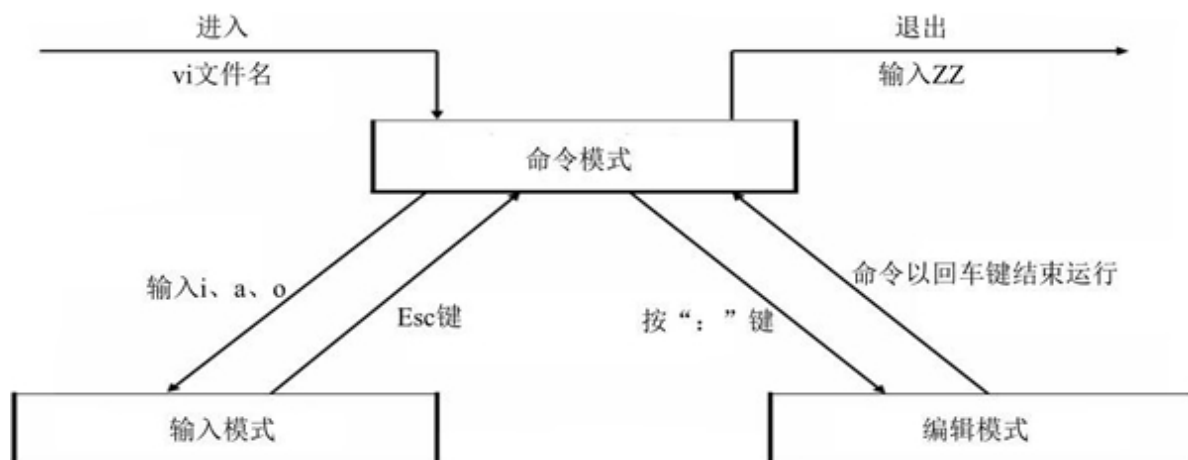 进入
退出
vi文件名
输入ZZ
命令模式
输入i、a、o
Esc键
按“：”键
命令以回车键结束运行
输入模式
编辑模式